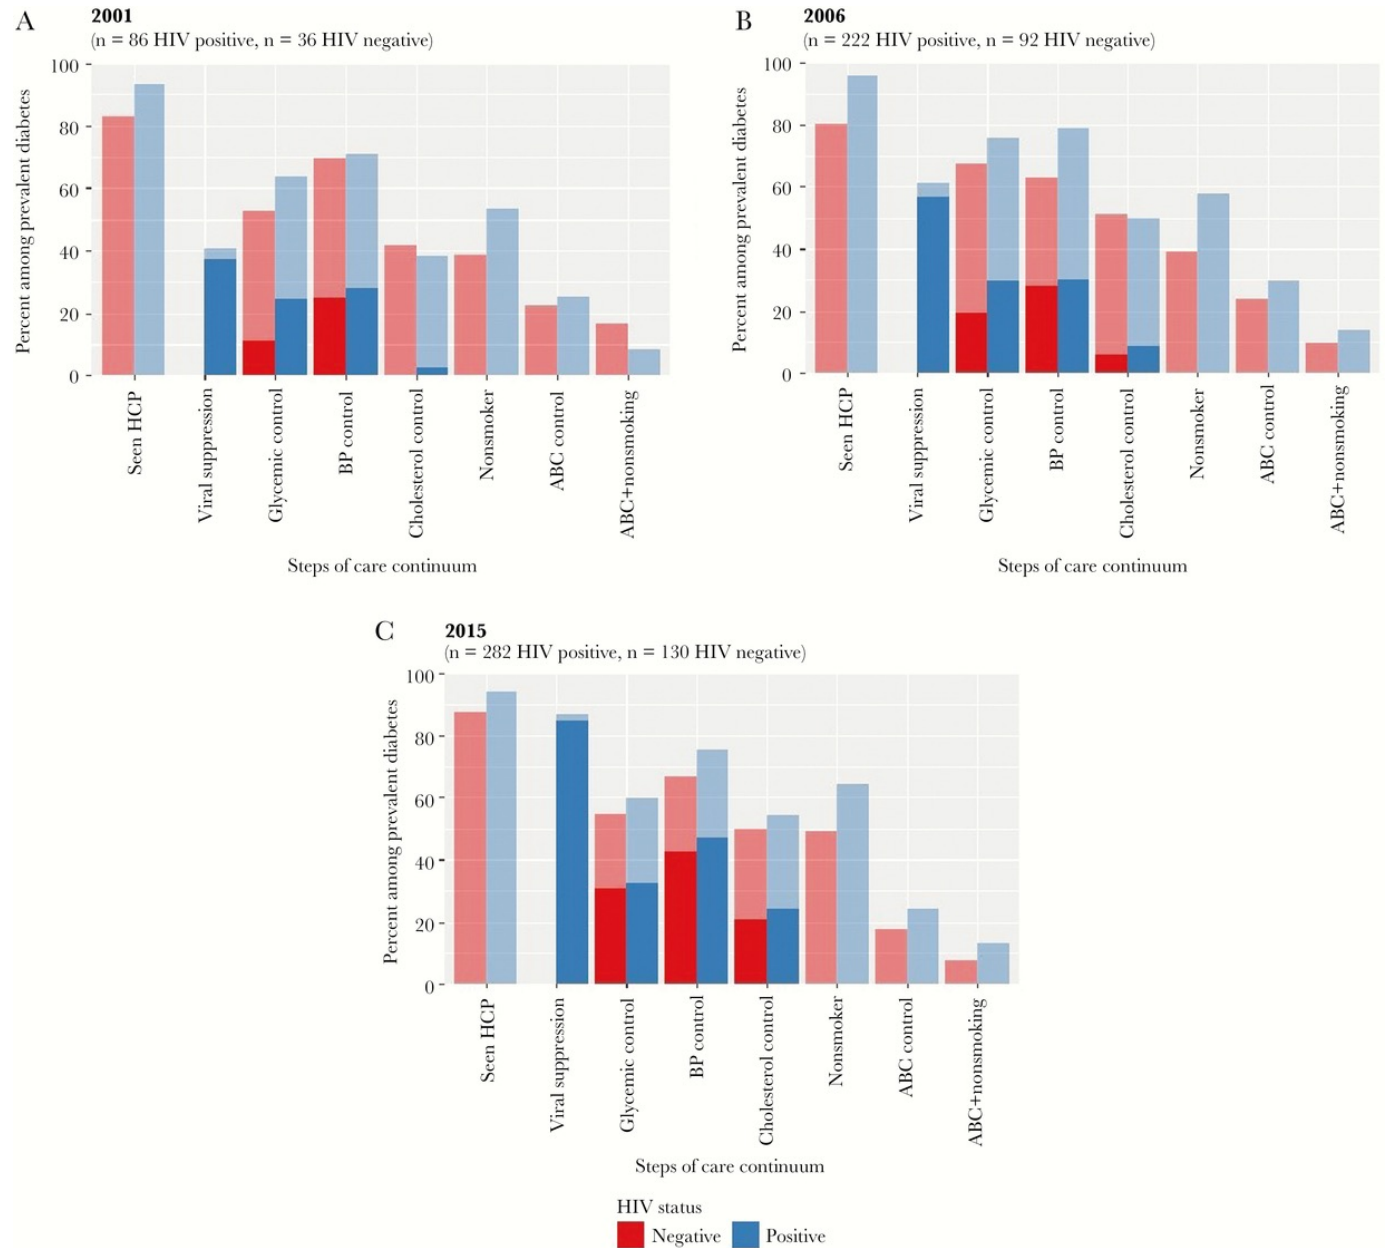 A
2001
(n = 86 HIV positive, n = 36 HIV negative)
Percent among prevalent diabetes
100
80
60
40
20
0
Seen HCP
Viral suppression
Glycemic control
BP control
Cholesterol control
Nonsmoker
ABC control
ABC+nonsmoking
Steps of care continuum
B
2006
(n = 222 HIV positive, n = 92 HIV negative)
Percent among prevalent diabetes
100
80
60
40
20
0
Seen HCP
Viral suppression
Glycemic control
BP control
Cholesterol control
Nonsmoker
ABC control
ABC+nonsmoking
Steps of care continuum
C
2015
(n = 282 HIV positive, n = 130 HIV negative)
Percent among prevalent diabetes
100
80
60
40
20
0
Seen HCP
Viral suppression
Glycemic control
BP control
Cholesterol control
Nonsmoker
ABC control
ABC+nonsmoking
Steps of care continuum
HIV status
Negative
Positive